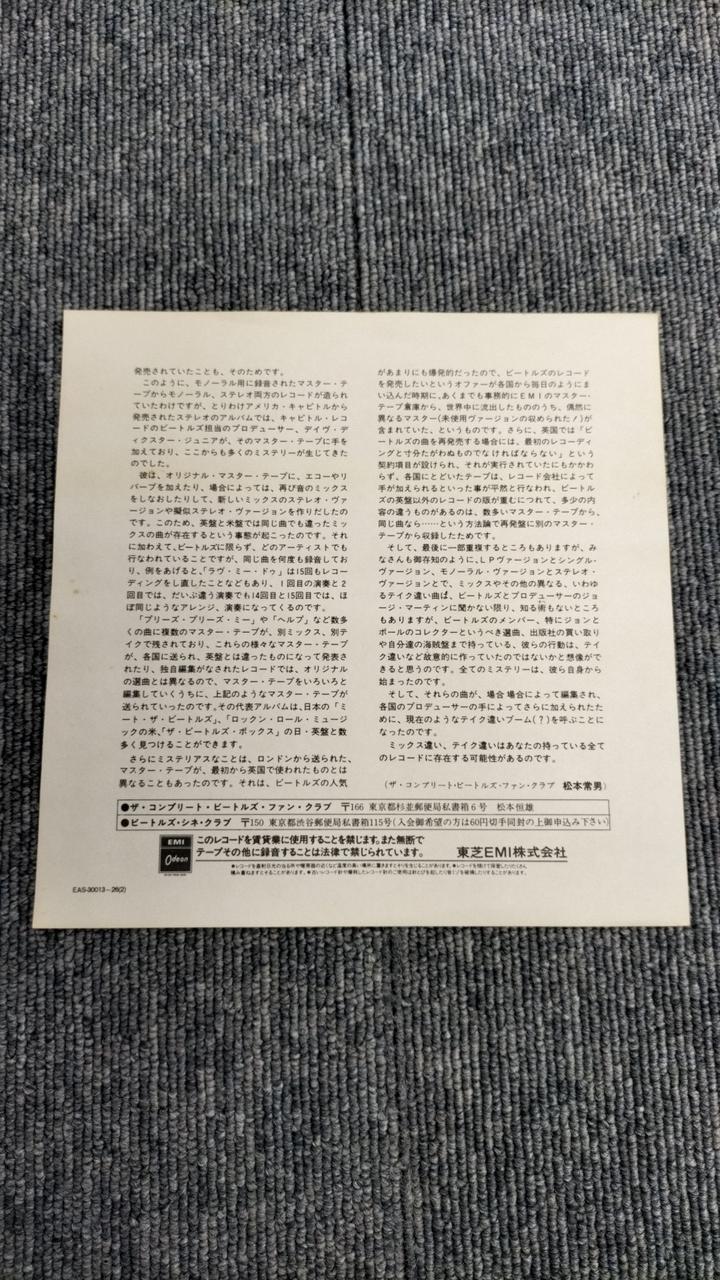 発売されていたことも、そのためです。
　このように、モノーラル用に録音されたマスター・テ
ープからモノーラル、ステレオ両方のレコードが造られ
ていたわけですが、とりわけアメリカ・キャピトルから
発売されたステレオのアルバムでは、キャピトル・レコ
ードのビートルズ担当のプロデューサー、デイヴ・デ
ィクスター・ジュニアが、そのマスター・テープに手を
加えており、ここからも多くのミステリーが生じてきた
のでした。
　彼は、オリジナル・マスター・テープに、エコーやリ
バーブを加えたり、場合によっては、再び音のミックス
をしなおしたりして、新しいミックスのステレオ・ヴァ
ージョンや擬似ステレオ・ヴァージョンを作りだしたの
です。このため、英盤と米盤では同じ曲でも違ったミッ
クスの曲が存在するという事態が起こったのです。それ
に加わえて、ビートルズに限らず、どのアーティストでも
行なわれていることですが、同じ曲を何度も録音してお
り、例をあげると、「ラヴ・ミー・ドゥ」は15回もレコー
ディングをし直したことなどもあり、1回目の演奏と2
回目では、だいぶ違う演奏でも14回目と15回目では、ほ
ぼ同じようなアレンジ、演奏になってくるのです。
　「プリーズ・プリーズ・ミー」や「ヘルプ」など数多
くの曲に複数のマスター・テープが、別ミックス、別テ
イクで残されており、これらの様々なマスター・テープ
が、各国に送られ、英盤とは違ったものになって発表さ
れたり、独自編集がなされたレコードでは、オリジナル
の選曲とは異なるので、マスター・テープをいろいろと
編集していくうちに、上記のようなマスター・テープが
送られていったのです。その代表アルバムは、日本の「ミ
ート・ザ・ビートルズ」、「ロックン・ロール・ミュージ
ックの米、「ザ・ビートルズ・ボックス」の日・英盤と数
多く見つけることができます。
　さらにミステリアスなことは、ロンドンから送られた、
マスター・テープが、最初から英国で使われたものとは
異なることもあったのです。それは、ビートルズの人気
があまりにも爆発的だったので、ビートルズのレコード
を発売したいというオファーが各国から毎日のようにま
い込んだ時期に、あくまでも事務的にEMIのマスター・
テープ倉庫から、世界中に流出したもののうち、偶然に
異なるマスター(未使用ヴァージョンの収められた!)が
含まれていた、というものです。さらに、英国では「ビ
ートルズの曲を再発売する場合には、最初のレコーディ
ングと寸分たがわぬものでなければならない」という
契約項目が設けられ、それが実行されていたにもかかわ
らず、各国にとどいたテープは、レコード会社によって
手が加えられるといった事が平然と行なわれ、ビートル
ズの英盤以外のレコードの版が重むにつれて、多少の内
容の違うものがあるのは、数多いマスター・テープから、
同じ曲なら……という方法論で再発盤に別のマスター・
テープから収録したためです。
　そして、最後に一部重複するところもありますが、み
なさんも御存知のように、LPヴァージョンとシングル・
ヴァージョン、モノーラル・ヴァージョンとステレオ・
ヴァージョンとで、ミックスやその他の異なる、いわゆ
るテイク違い曲は、ビートルズとプロデューサーのジョ
ージ・マーティンに聞かない限り、知る術もないところ
もありますが、ビートルズのメンバー、特にジョンと
ポールのコレクターというべき選曲、出版社の買い取り
や自分達の海賊盤まで持っている、彼らの行動は、テイ
ク違いなど故意的に作っていたのではないかと想像がで
きると思うのです。全てのミステリーは、彼ら自身から
始まったのです。
　そして、それらの曲が、場合場合によって編集され、
各国のプロデューサーの手によってさらに加えられたた
めに、現在のようなテイク違いブーム(?)を呼ぶことに
なったのです。
　ミックス違い、テイク違いはあなたの持っている全て
のレコードに存在する可能性があるのです。
(ザ・コンプリート・ビートルズ・ファン・クラブ　松本常男)
●ザ・コンプリート・ビートルズ・ファン・クラブ　〒166 東京都杉並郵便局私書箱6号　松本恒雄
●ビートルズ・シネ・クラブ　〒150 東京都渋谷郵便局私書箱115号(入会御希望の方は60円切手同封の上御申込み下さい)
EMI
Odeon
このレコードを賃貸業に使用することを禁じます。また無断で
テープその他に録音することは法律で禁じられています。
東芝EMI株式会社
EAS-30013～26(2)